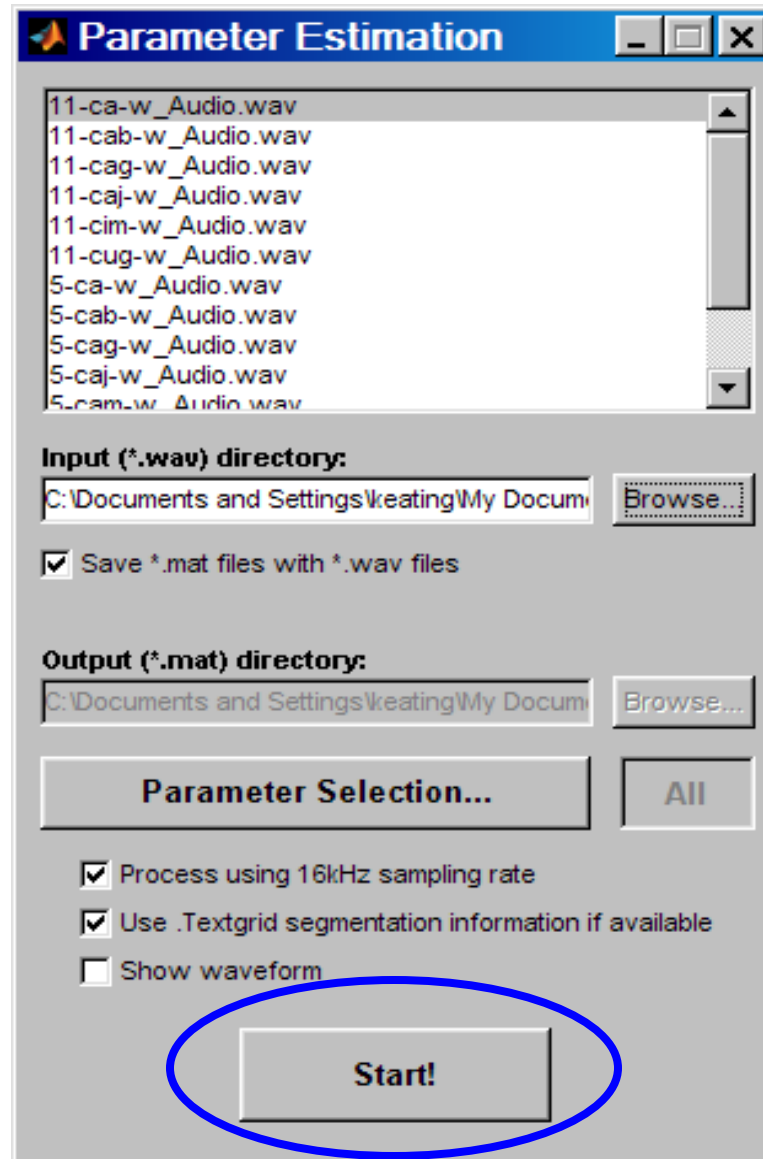 Parameter Estimation
11-ca-w_Audio.wav
11-cab-w_Audio.wav
11-cag-w_Audio.wav
11-caj-w_Audio.wav
11-cim-w_Audio.wav
11-cug-w_Audio.wav
5-ca-w_Audio.wav
5-cab-w_Audio.wav
5-cag-w_Audio.wav
5-caj-w_Audio.wav
5-cam-w_Audio.wav
Input (*.wav) directory:
C:\Documents and Settings\keating\My Docum Browse...
Save *.mat files with *.wav files
Output (*.mat) directory:
C:\Documents and Settings\keating\My Docum Browse...
Parameter Selection... All
Process using 16kHz sampling rate
Use .Textgrid segmentation information if available
Show waveform
Start!